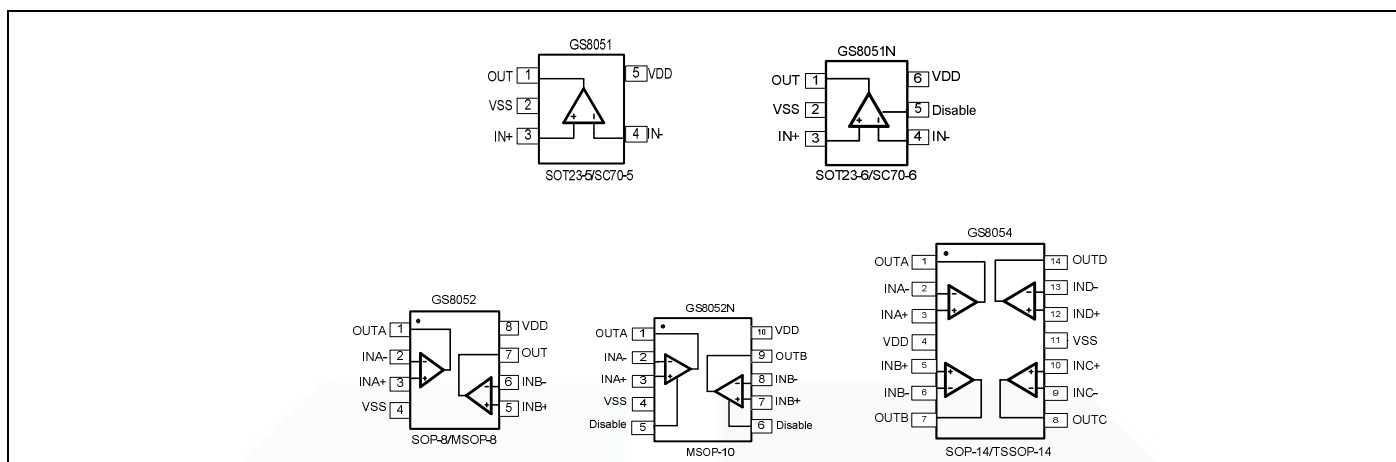 GS8051
OUT 1 5 VDD
VSS 2
IN+ 3 4 IN-
+ -
SOT23-5/SC70-5
GS8051N
OUT 1 6 VDD
VSS 2 5 Disable
IN+ 3 4 IN-
+ -
SOT23-6/SC70-6
GS8052
OUTA 1 8 VDD
INA- 2 - 7 OUT
INA+ 3 + - 6 INB-
VSS 4 + 5 INB+
SOP-8/MSOP-8
GS8052N
OUTA 1 10 VDD
INA- 2 - 9 OUTB
INA+ 3 + - 8 INB-
VSS 4 + 7 INB+
Disable 5 6 Disable
MSOP-10
GS8054
OUTA 1 14 OUTD
INA- 2 - - 13 IND-
INA+ 3 + + 12 IND+
VDD 4 11 VSS
INB+ 5 + + 10 INC+
INB- 6 - - 9 INC-
OUTB 7 8 OUTC
SOP-14/TSSOP-14